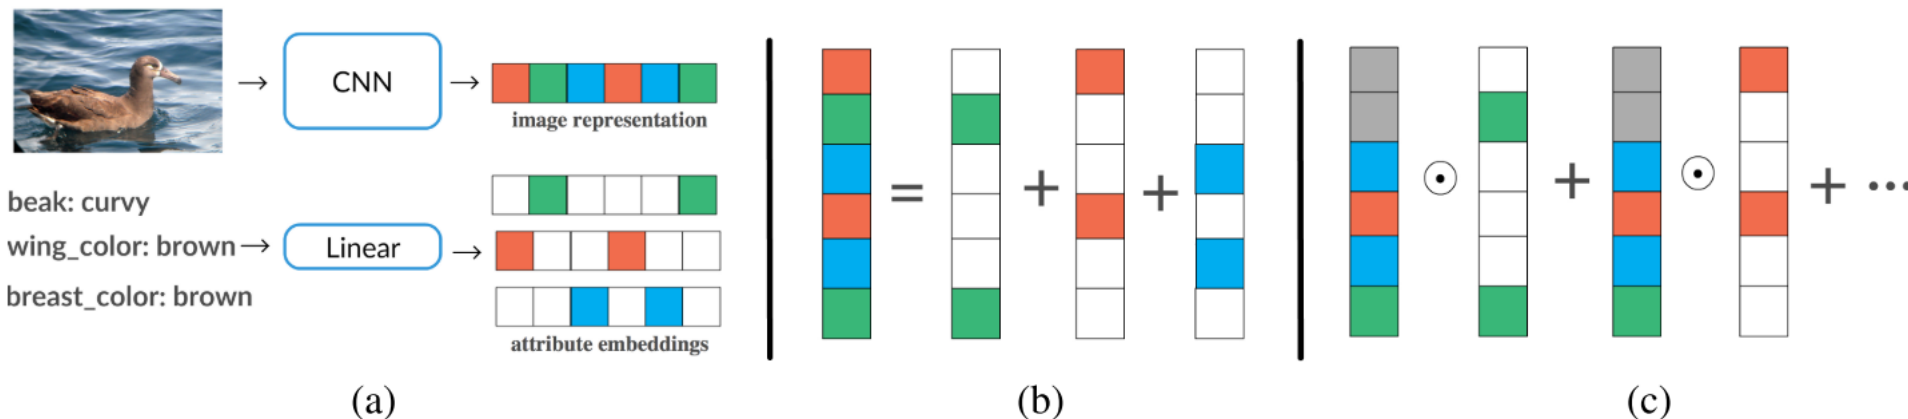 CNN
image representation
beak: curvy
wing_color: brown
breast_color: brown
Linear
attribute embeddings
(a)
=
+
+
(b)
+
+ ...
(c)